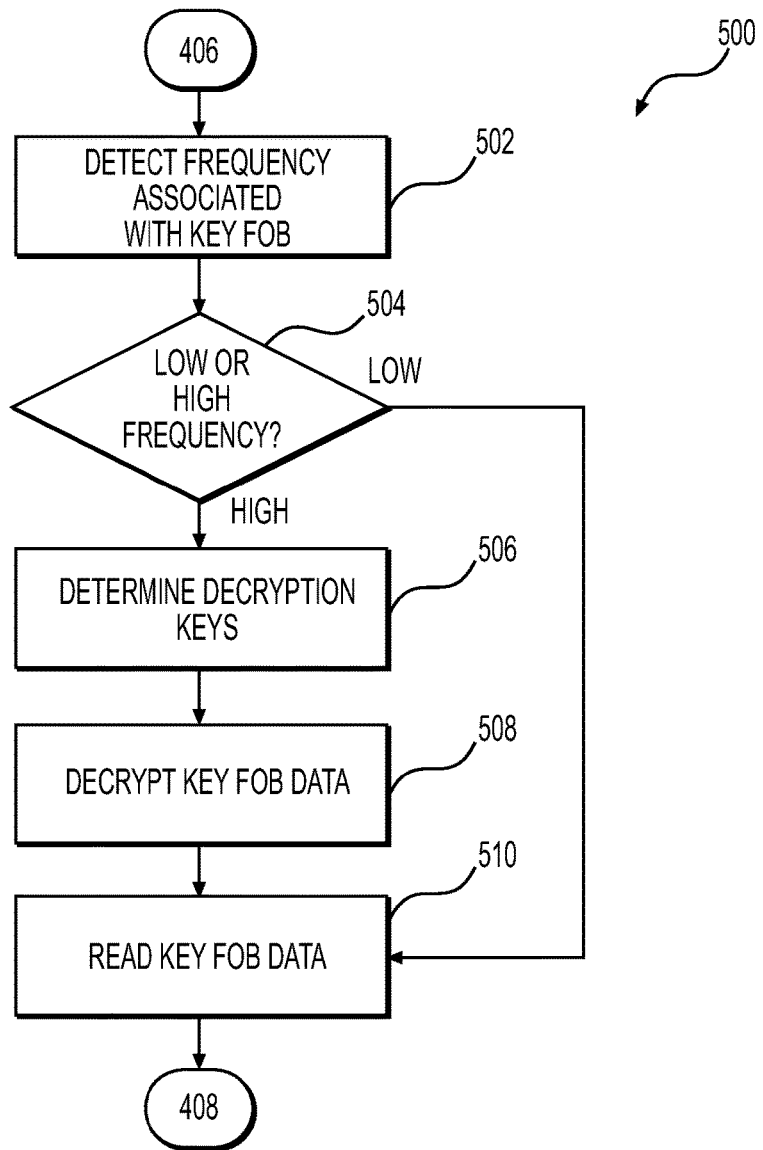 406
500
DETECT FREQUENCY
ASSOCIATED
WITH KEY FOB
502
504
LOW OR
HIGH
FREQUENCY?
LOW
HIGH
DETERMINE DECRYPTION
KEYS
506
DECRYPT KEY FOB DATA
508
READ KEY FOB DATA
510
408